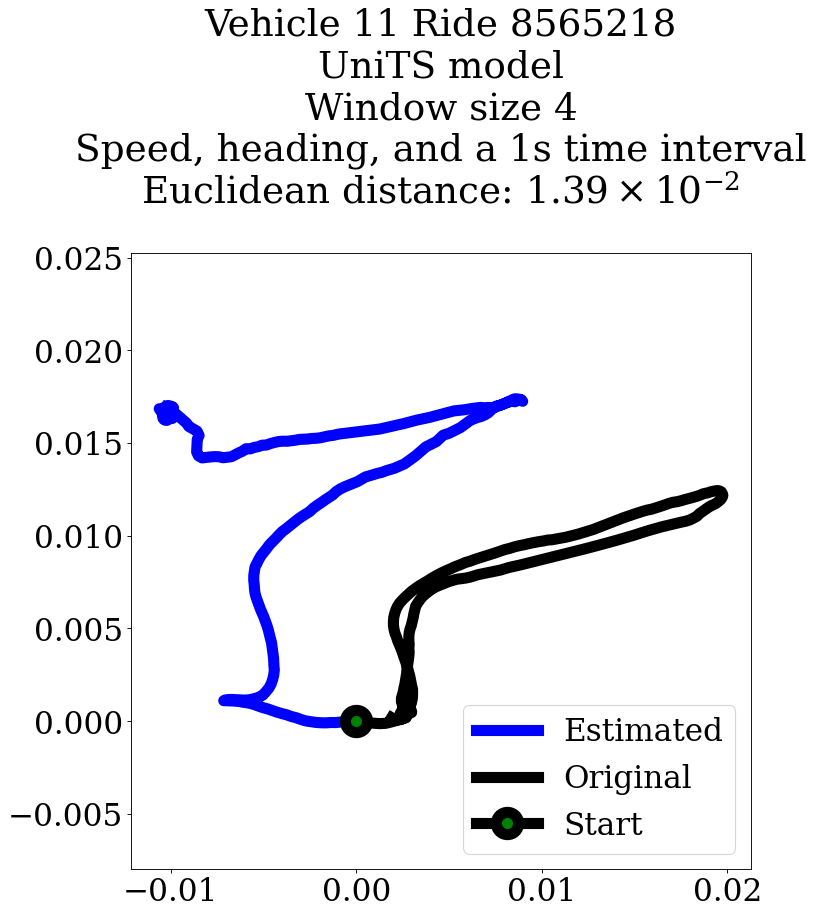 Vehicle 11 Ride 8565218
UniTS model
Window size 4
Speed, heading, and a 1s time interval
Euclidean distance: 1.39 × 10⁻²
0.025
0.020
0.015
0.010
0.005
0.000
−0.005
−0.01
0.00
0.01
0.02
Estimated
Original
Start